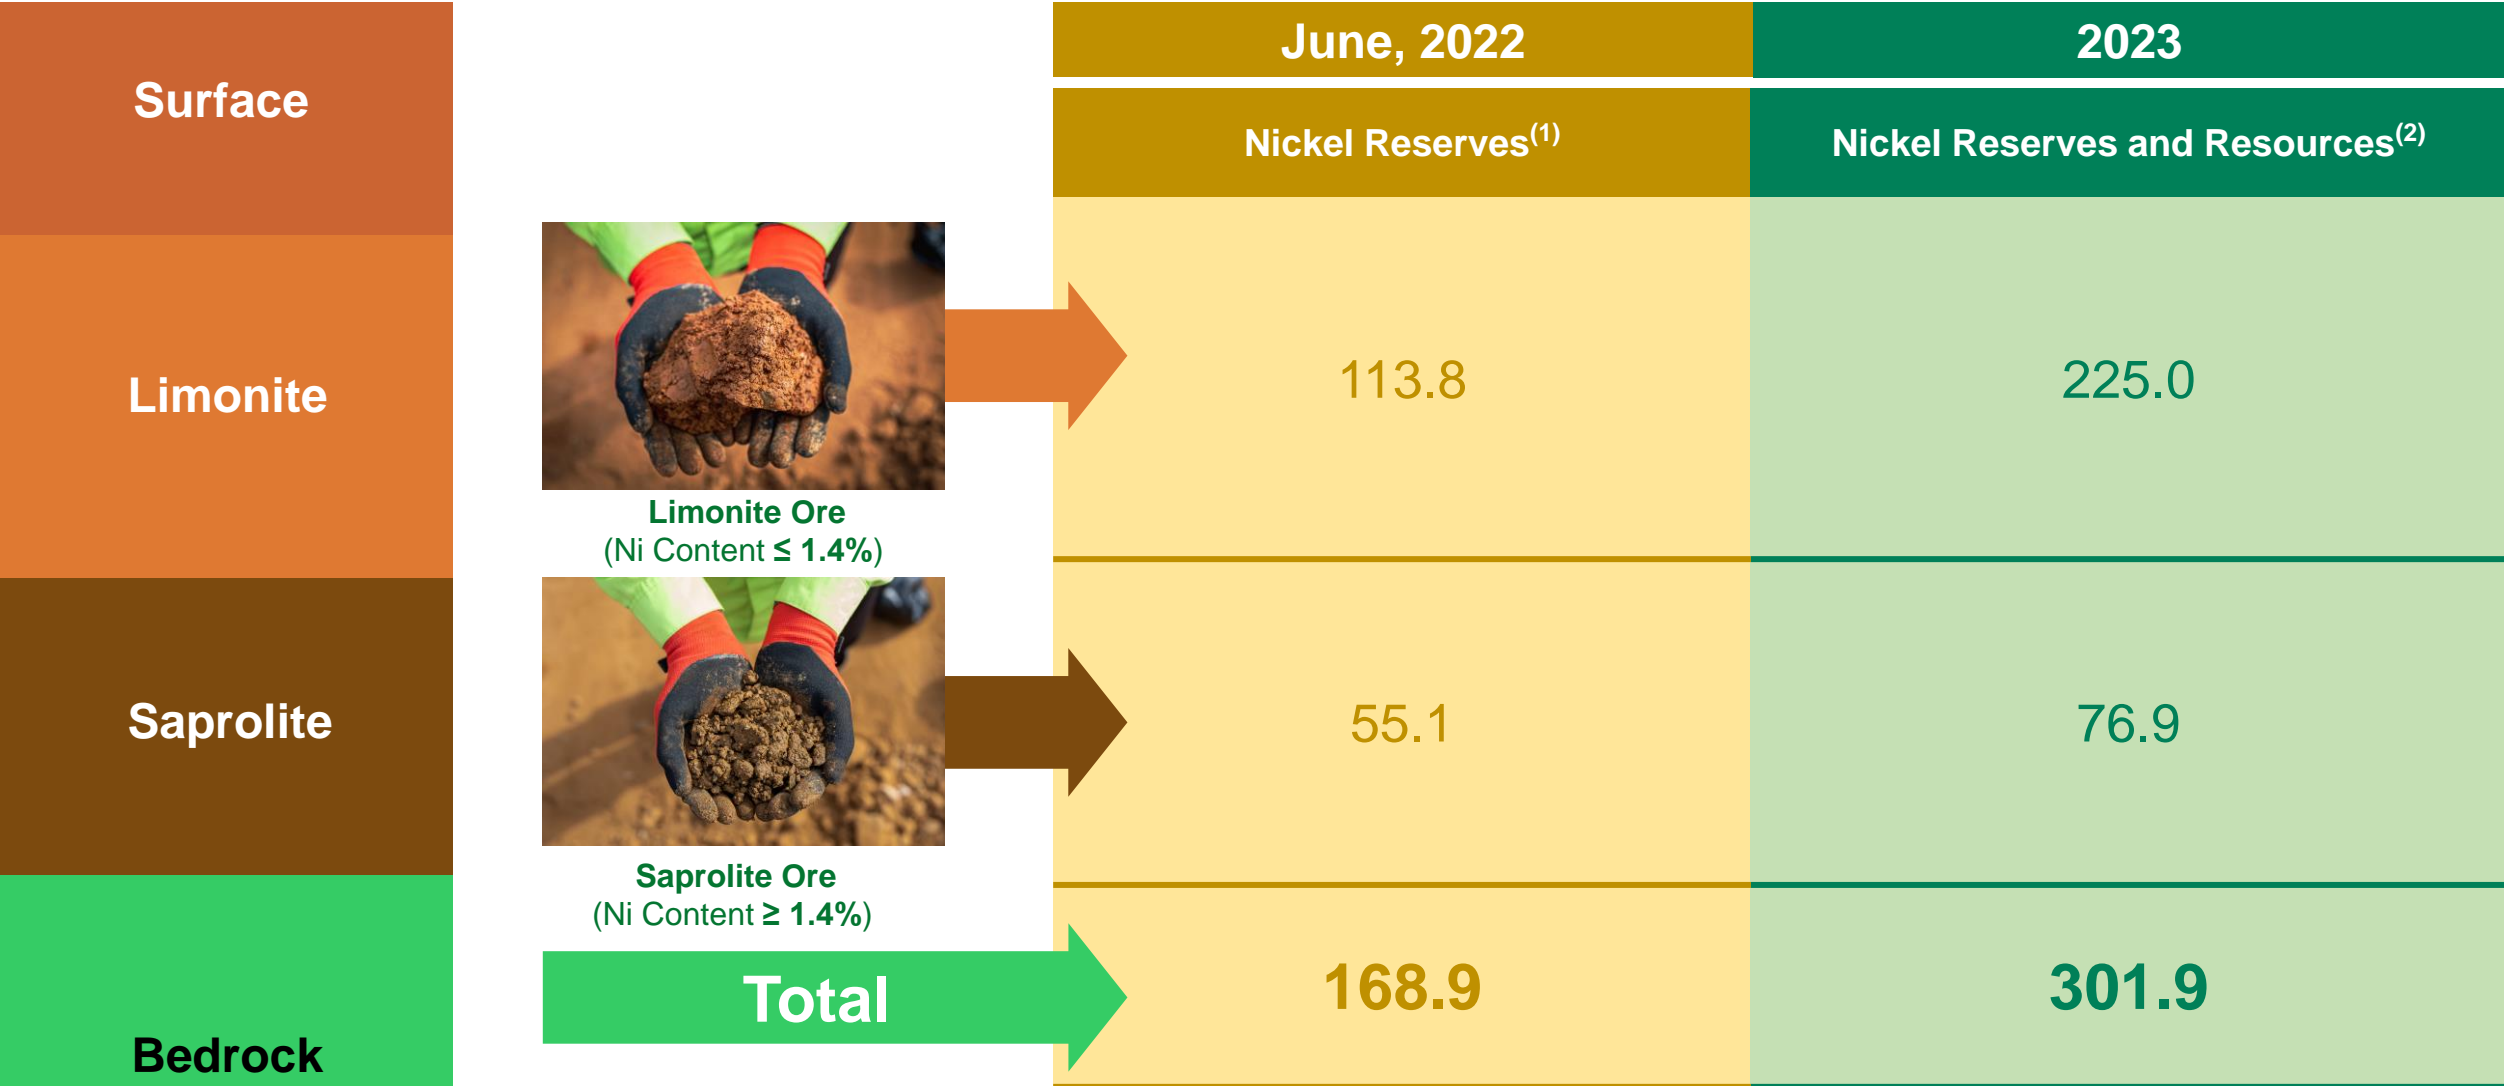 June, 2022
2023
Surface
Nickel Reserves(1)
Nickel Reserves and Resources(2)
Limonite
113.8
225.0
Limonite Ore
(Ni Content ≤ 1.4%)
Saprolite
55.1
76.9
Saprolite Ore
(Ni Content ≥ 1.4%)
Total
168.9
301.9
Bedrock